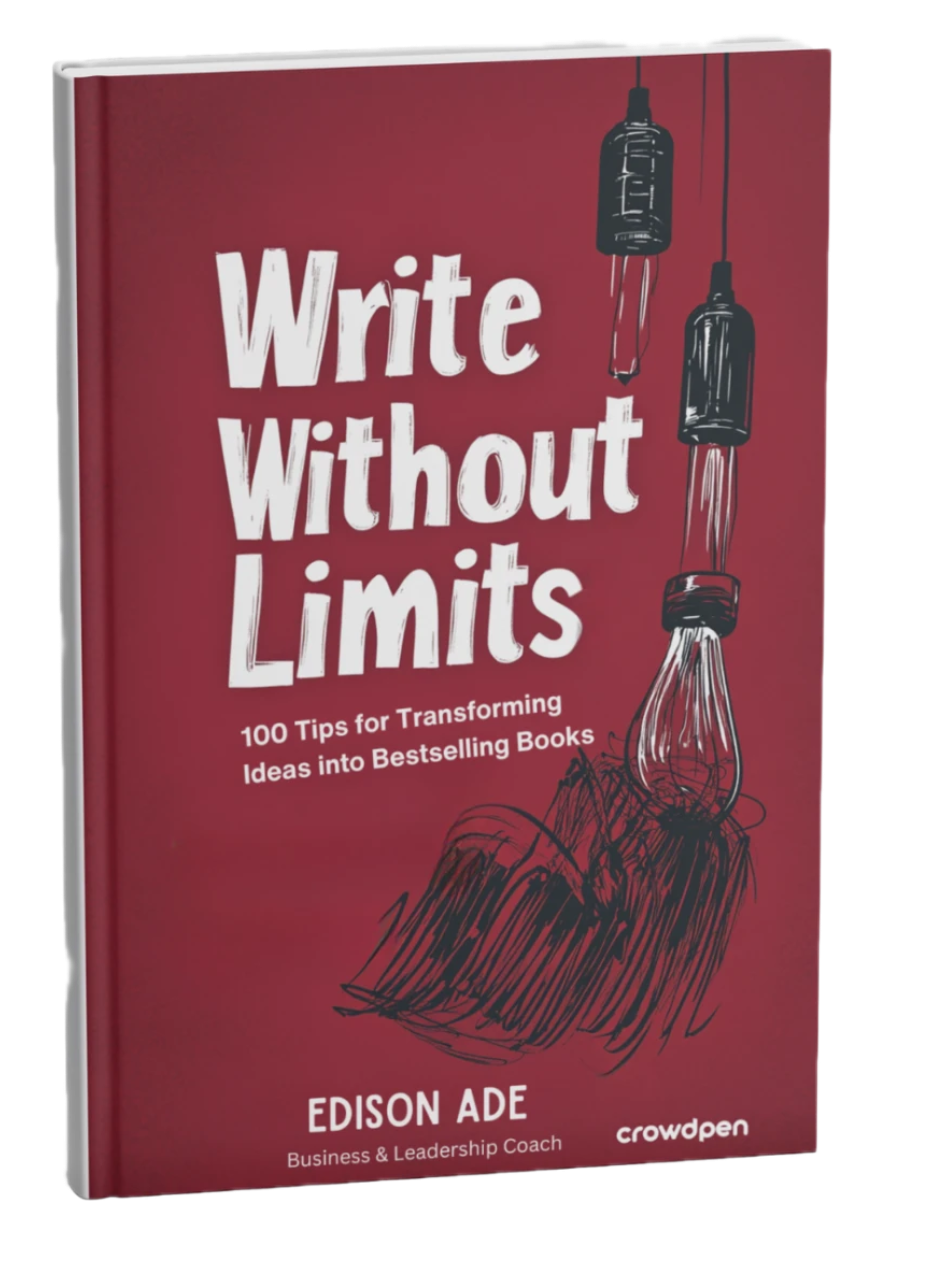 Write
Without
Limits
100 Tips for Transforming
Ideas into Bestselling Books
EDISON ADE
Business & Leadership Coach
crowdpen